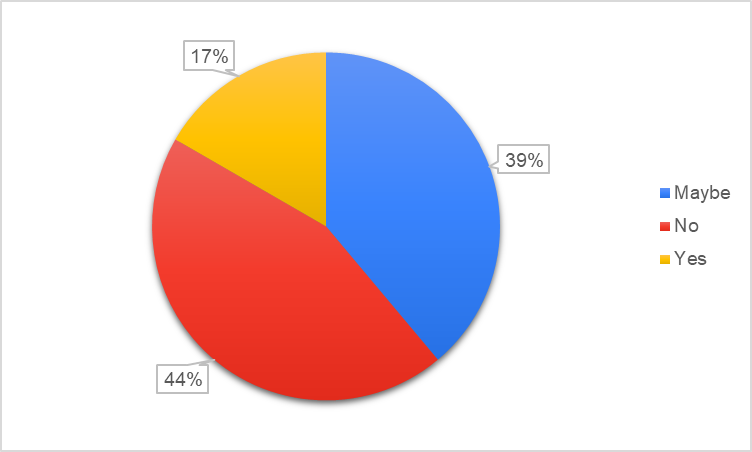 17%
39%
44%
Maybe
No
Yes